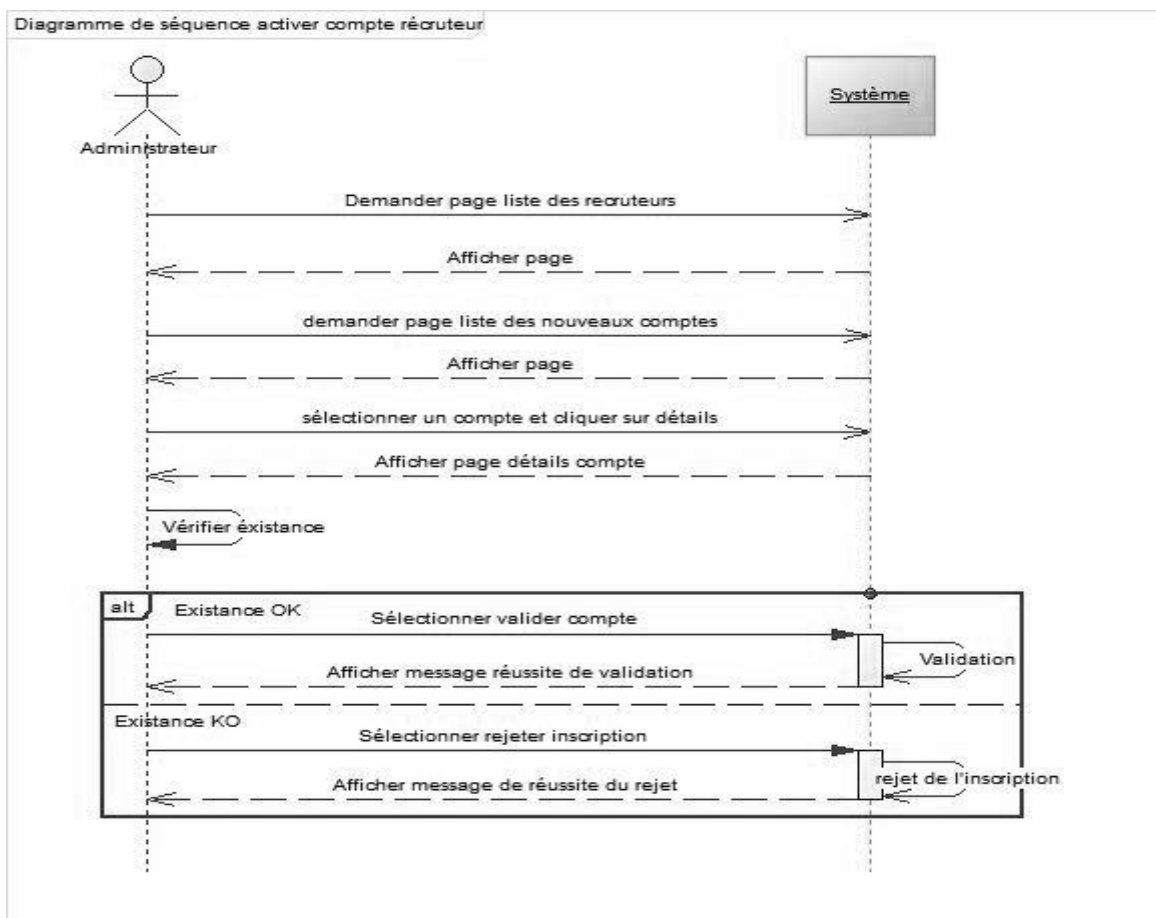 Diagramme de séquence activer compte récruteur
Système
Administrateur
Demander page liste des recruteurs
Afficher page
demander page liste des nouveaux comptes
Afficher page
sélectionner un compte et cliquer sur détails
Afficher page détails compte
Vérifier éxistance
alt
Existance OK
Sélectionner valider compte
Validation
Afficher message réussite de validation
Existance KO
Sélectionner rejeter inscription
rejet de l'inscription
Afficher message de réussite du rejet